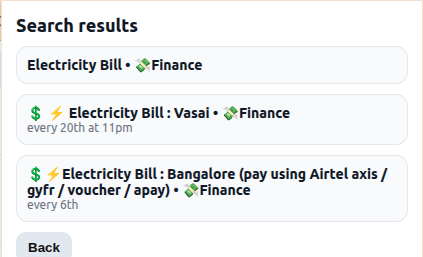 Search results
Electricity Bill • 💸Finance
💲 ⚡ Electricity Bill : Vasai • 💸Finance
every 20th at 11pm
💲⚡Electricity Bill : Bangalore (pay using Airtel axis /
gyfr / voucher / apay) • 💸Finance
every 6th
Back